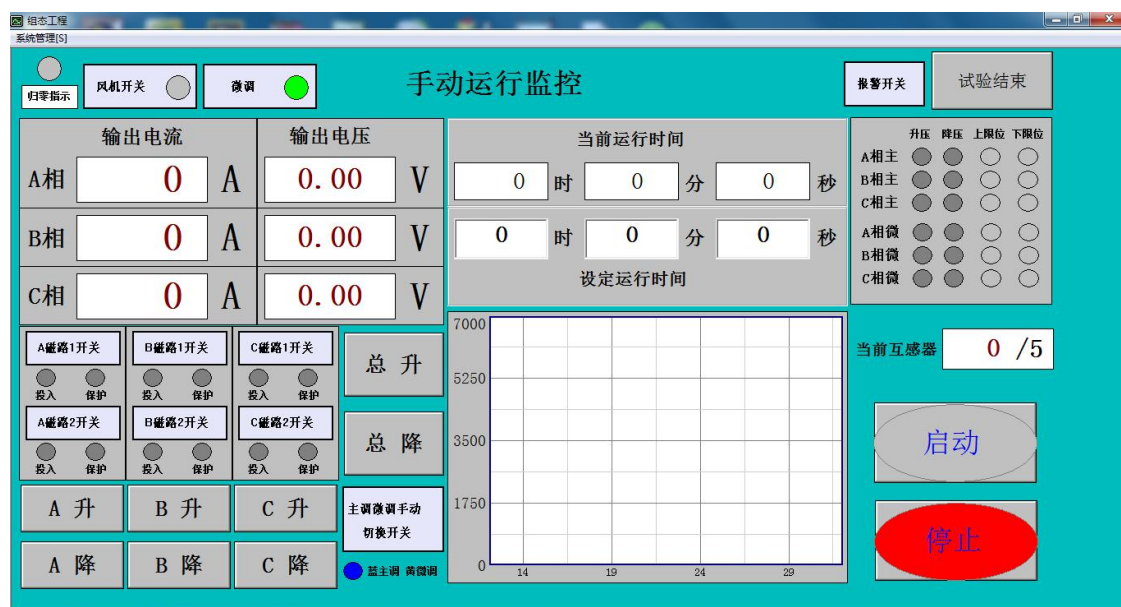 组态工程
系统管理[S]
归零指示
风机开关
微调
手动运行监控
报警开关
试验结束
输出电流 输出电压
A相 0 A 0.00 V
B相 0 A 0.00 V
C相 0 A 0.00 V
当前运行时间
0 时 0 分 0 秒
0 时 0 分 0 秒
设定运行时间
升压 降压 上限位 下限位
A相主
B相主
C相主
A相微
B相微
C相微
A磁路1开关 B磁路1开关 C磁路1开关
投入 保护 投入 保护 投入 保护
A磁路2开关 B磁路2开关 C磁路2开关
投入 保护 投入 保护 投入 保护
总 升
总 降
A 升 B 升 C 升
A 降 B 降 C 降
主调微调手动
切换开关
蓝主调 黄微调
7000
5250
3500
1750
0
14 19 24 29
当前互感器 0 /5
启动
停止